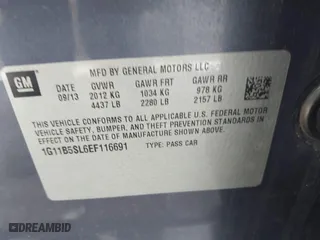 GM
MFD BY GENERAL MOTORS LLC
DATE GVWR GAWR FRT GAWR RR
09/13 2012 KG 1034 KG 978 KG
4437 LB 2280 LB 2157 LB
THIS VEHICLE CONFORMS TO ALL APPLICABLE U.S. FEDERAL MOTOR
VEHICLE SAFETY, BUMPER, AND THEFT PREVENTION STANDARDS IN
EFFECT ON THE DATE OF MANUFACTURE SHOWN ABOVE.
1G11B5SL6EF116691 TYPE: PASS CAR
1DREAMBID